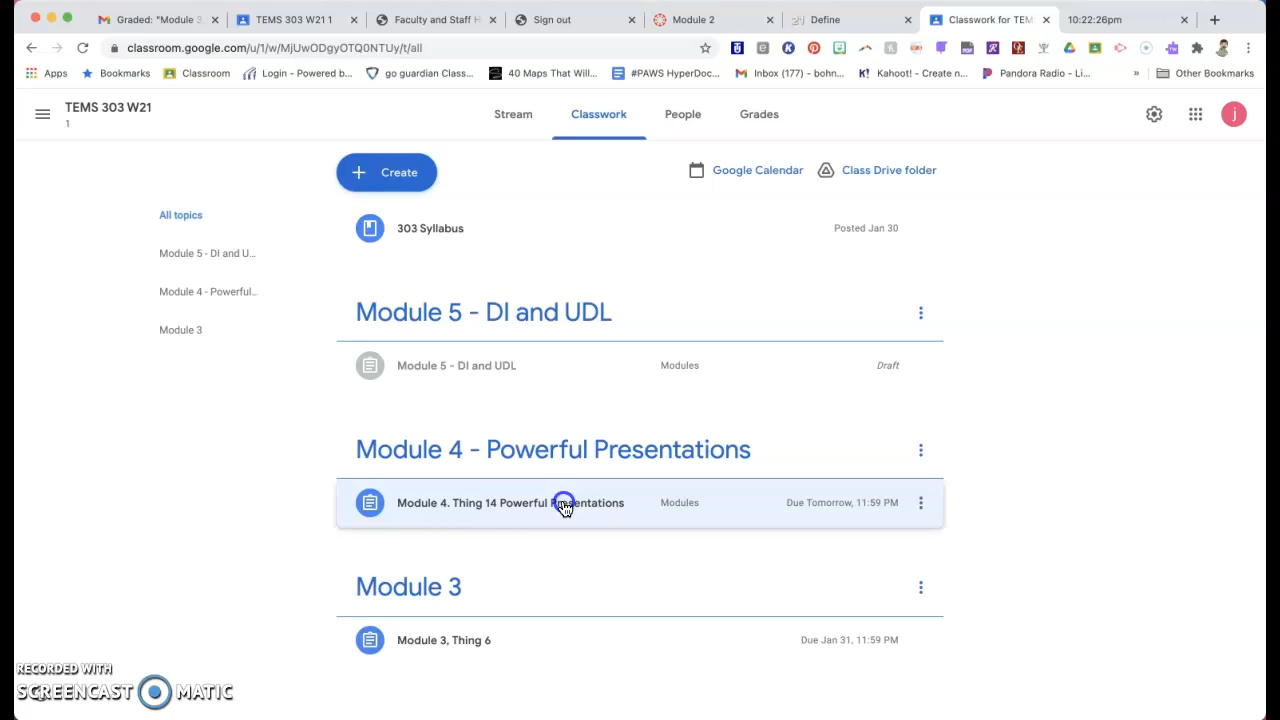 Graded: "Module 3,
TEMS 303 W21 1
Faculty and Staff H
Sign out
Module 2
Define
Classwork for TEM
10:22:26pm
classroom.google.com/u/1/w/MjUwODgyOTQ0NTUy/t/all
Apps
Bookmarks
Classroom
Login - Powered b...
go guardian Class...
40 Maps That Will...
#PAWS HyperDoc...
Inbox (177) - bohn...
Kahoot! - Create n...
Pandora Radio - Li...
»
Other Bookmarks
TEMS 303 W21
1
Stream
Classwork
People
Grades
j
Create
Google Calendar
Class Drive folder
All topics
Module 5 - DI and U...
Module 4 - Powerful...
Module 3
303 Syllabus
Posted Jan 30
Module 5 - DI and UDL
Module 5 - DI and UDL
Modules
Draft
Module 4 - Powerful Presentations
Module 4. Thing 14 Powerful Presentations
Modules
Due Tomorrow, 11:59 PM
Module 3
Module 3, Thing 6
Due Jan 31, 11:59 PM
RECORDED WITH
SCREENCAST MATIC